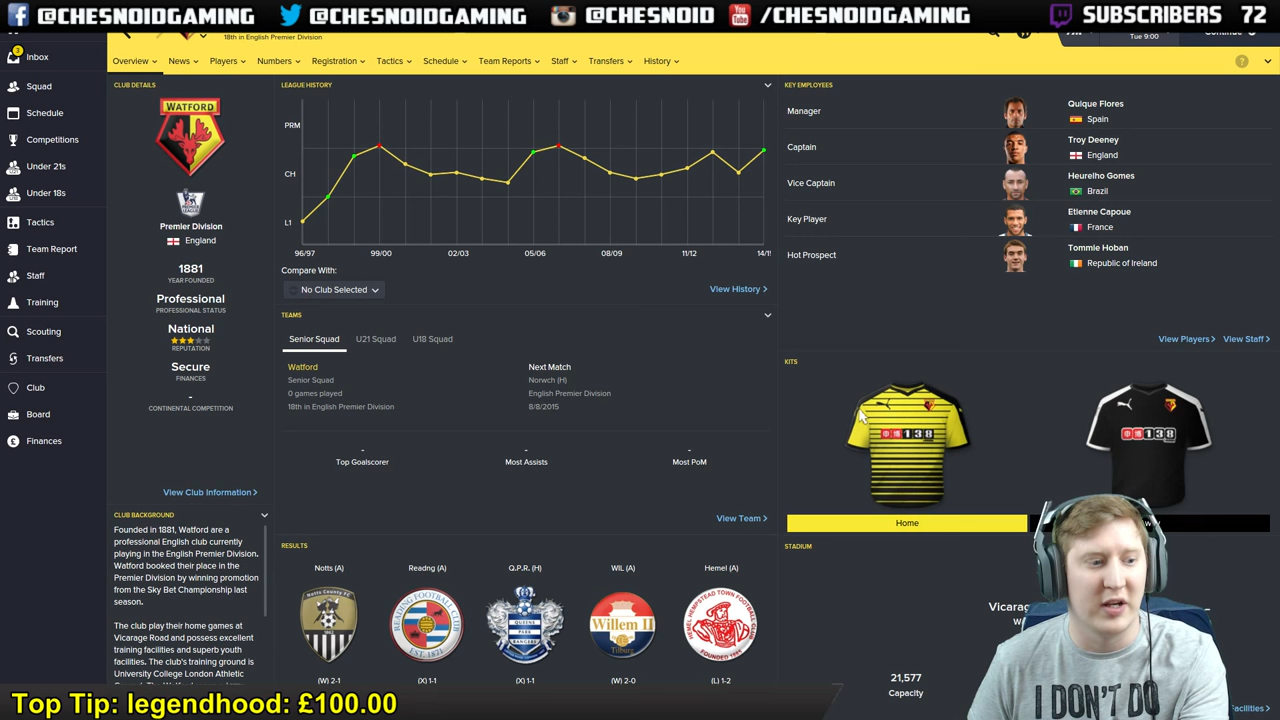 @CHESNOIDGAMING @CHESNOIDGAMING @CHESNOID /CHESNOIDGAMING SUBSCRIBERS 72
18th in English Premier Division
Tue 9:00
Continue
Overview News Players Numbers Registration Tactics Schedule Team Reports Staff Transfers History
3
Inbox
Squad
Schedule
Competitions
Under 21s
Under 18s
Tactics
Team Report
Staff
Training
Scouting
Transfers
Club
Board
Finances
CLUB DETAILS
WATFORD
Premier Division
England
1881
YEAR FOUNDED
Professional
PROFESSIONAL STATUS
National
REPUTATION
Secure
FINANCES
-
CONTINENTAL COMPETITION
View Club Information >
CLUB BACKGROUND
Founded in 1881, Watford are a
professional English club currently
playing in the English Premier Division.
Watford booked their place in the
Premier Division by winning promotion
from the Sky Bet Championship last
season.
The club play their home games at
Vicarage Road and possess excellent
training facilities and superb youth
facilities. The club's training ground is
University College London Athletic
LEAGUE HISTORY
PRM
CH
L1
96/97 99/00 02/03 05/06 08/09 11/12 14/1
Compare With:
No Club Selected
View History >
TEAMS
Senior Squad U21 Squad U18 Squad
Watford
Senior Squad
0 games played
18th in English Premier Division
Next Match
Norwch (H)
English Premier Division
8/8/2015
- - -
Top Goalscorer Most Assists Most PoM
View Team >
RESULTS
Notts (A) Readng (A) Q.P.R. (H) WIL (A) Hemel (A)
(W) 2-1 (X) 1-1 (X) 1-1 (W) 2-0 (L) 1-2
KEY EMPLOYEES
Manager
Quique Flores
Spain
Captain
Troy Deeney
England
Vice Captain
Heurelho Gomes
Brazil
Key Player
Etienne Capoue
France
Hot Prospect
Tommie Hoban
Republic of Ireland
View Players > View Staff >
KITS
138
138
Home
STADIUM
Vicarag
21,577
Capacity
Facilities >
I DON'T DO
Top Tip: legendhood: £100.00